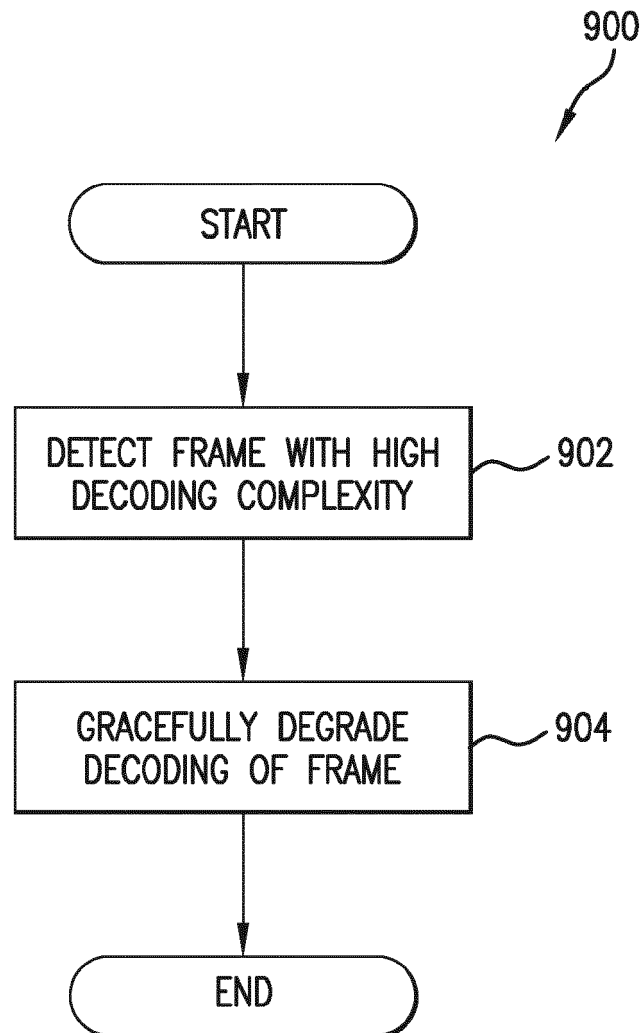 900
START
DETECT FRAME WITH HIGH
DECODING COMPLEXITY
902
GRACEFULLY DEGRADE
DECODING OF FRAME
904
END